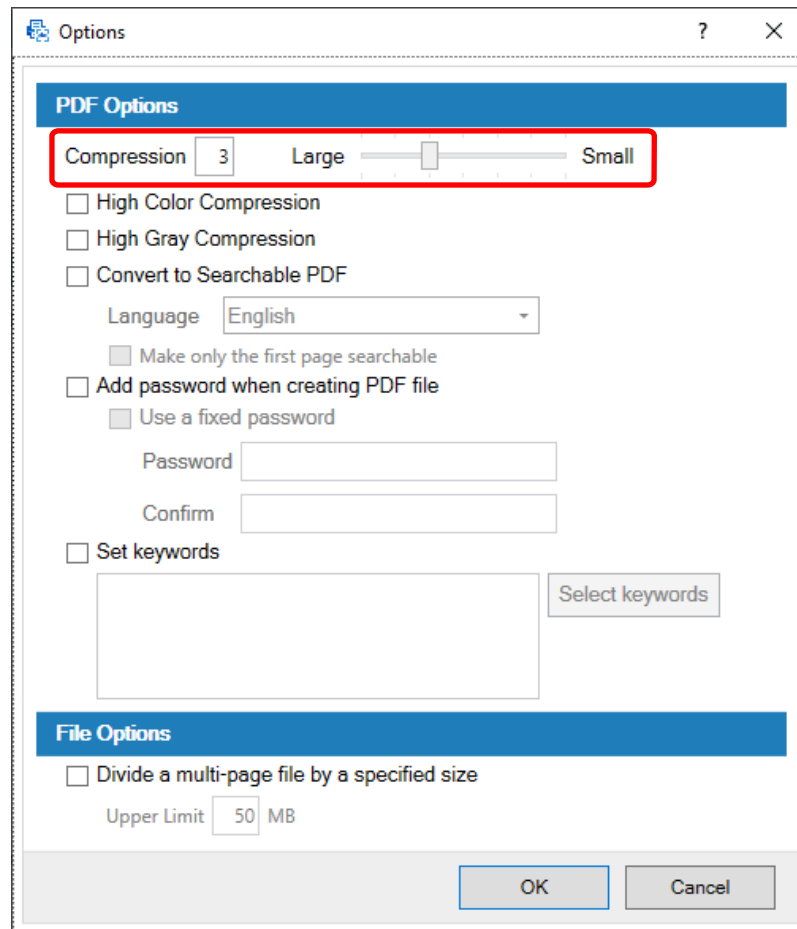 Options ?
PDF Options
Compression 3 Large Small
High Color Compression
High Gray Compression
Convert to Searchable PDF
Language English
Make only the first page searchable
Add password when creating PDF file
Use a fixed password
Password
Confirm
Set keywords
Select keywords
File Options
Divide a multi-page file by a specified size
Upper Limit 50 MB
OK Cancel